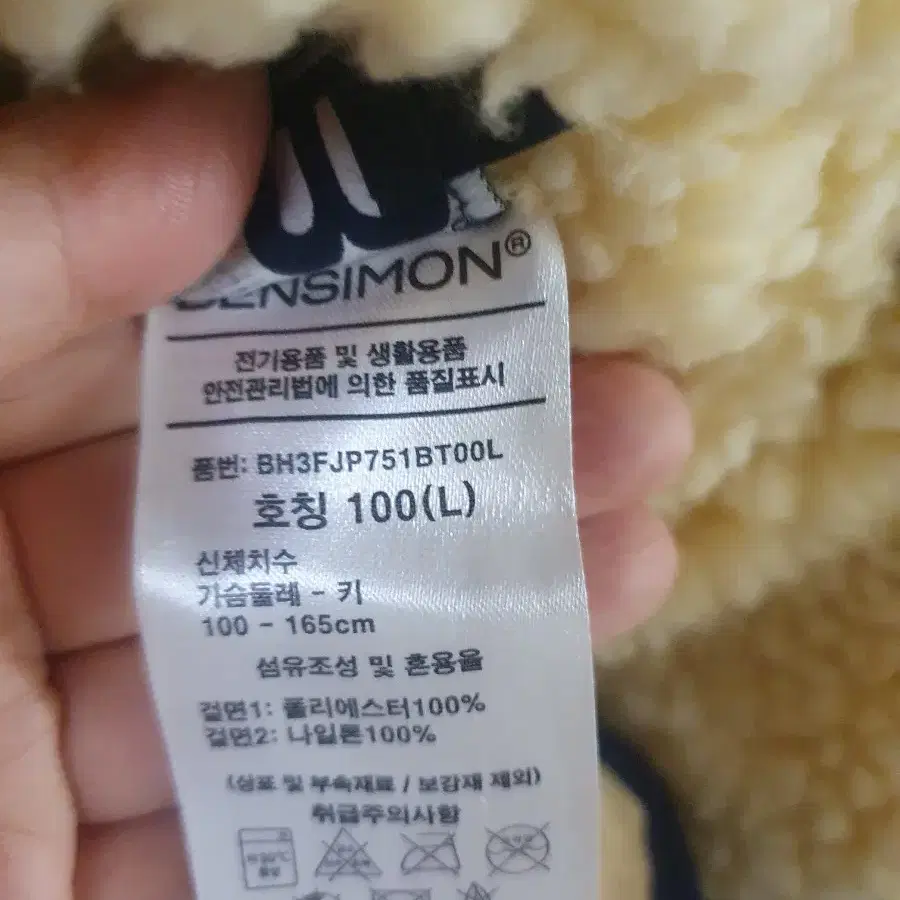 BENSIMON®
전기용품 및 생활용품
안전관리법에 의한 품질표시
품번: BH3FJP751BT00L
호칭 100(L)
신체치수
가슴둘레 - 키
100 - 165cm
섬유조성 및 혼용율
겉면1: 폴리에스터100%
겉면2: 나일론100%
(상표 및 부속재료 / 보강재 제외)
취급주의사항